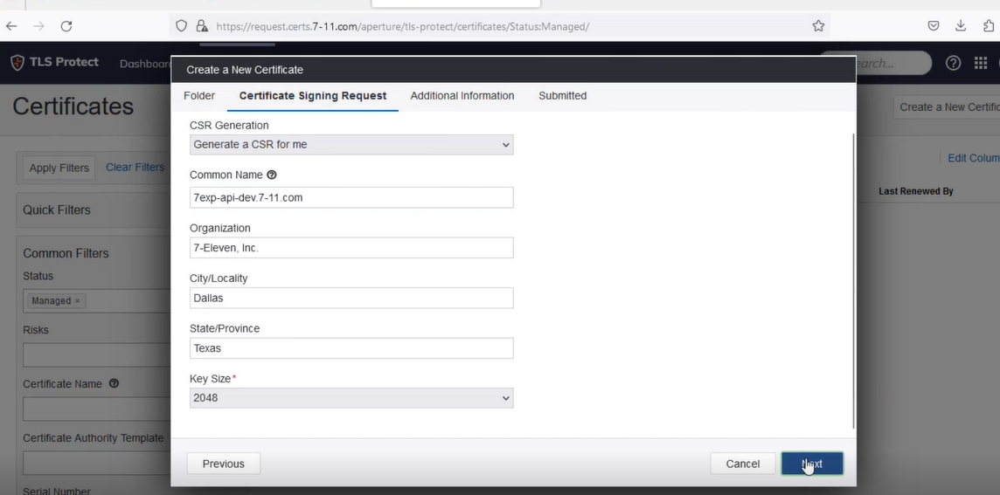 https://request.certs.7-11.com/aperture/tls-protect/certificates/Status:Managed/
TLS Protect
Certificates
Create a New
Apply Filters Clear Filters
Quick Filters
Common Filters
Status
Managed ×
Risks
Certificate Name
Certificate Authority Template
Serial Number
Create a New Certificate
Folder Certificate Signing Request Additional Information Submitted
CSR Generation
Generate a CSR for me
Common Name
7exp-api-dev.7-11.com
Organization
7-Eleven, Inc.
City/Locality
Dallas
State/Province
Texas
Key Size*
2048
Previous Cancel Next
Edit
Last Renewed By